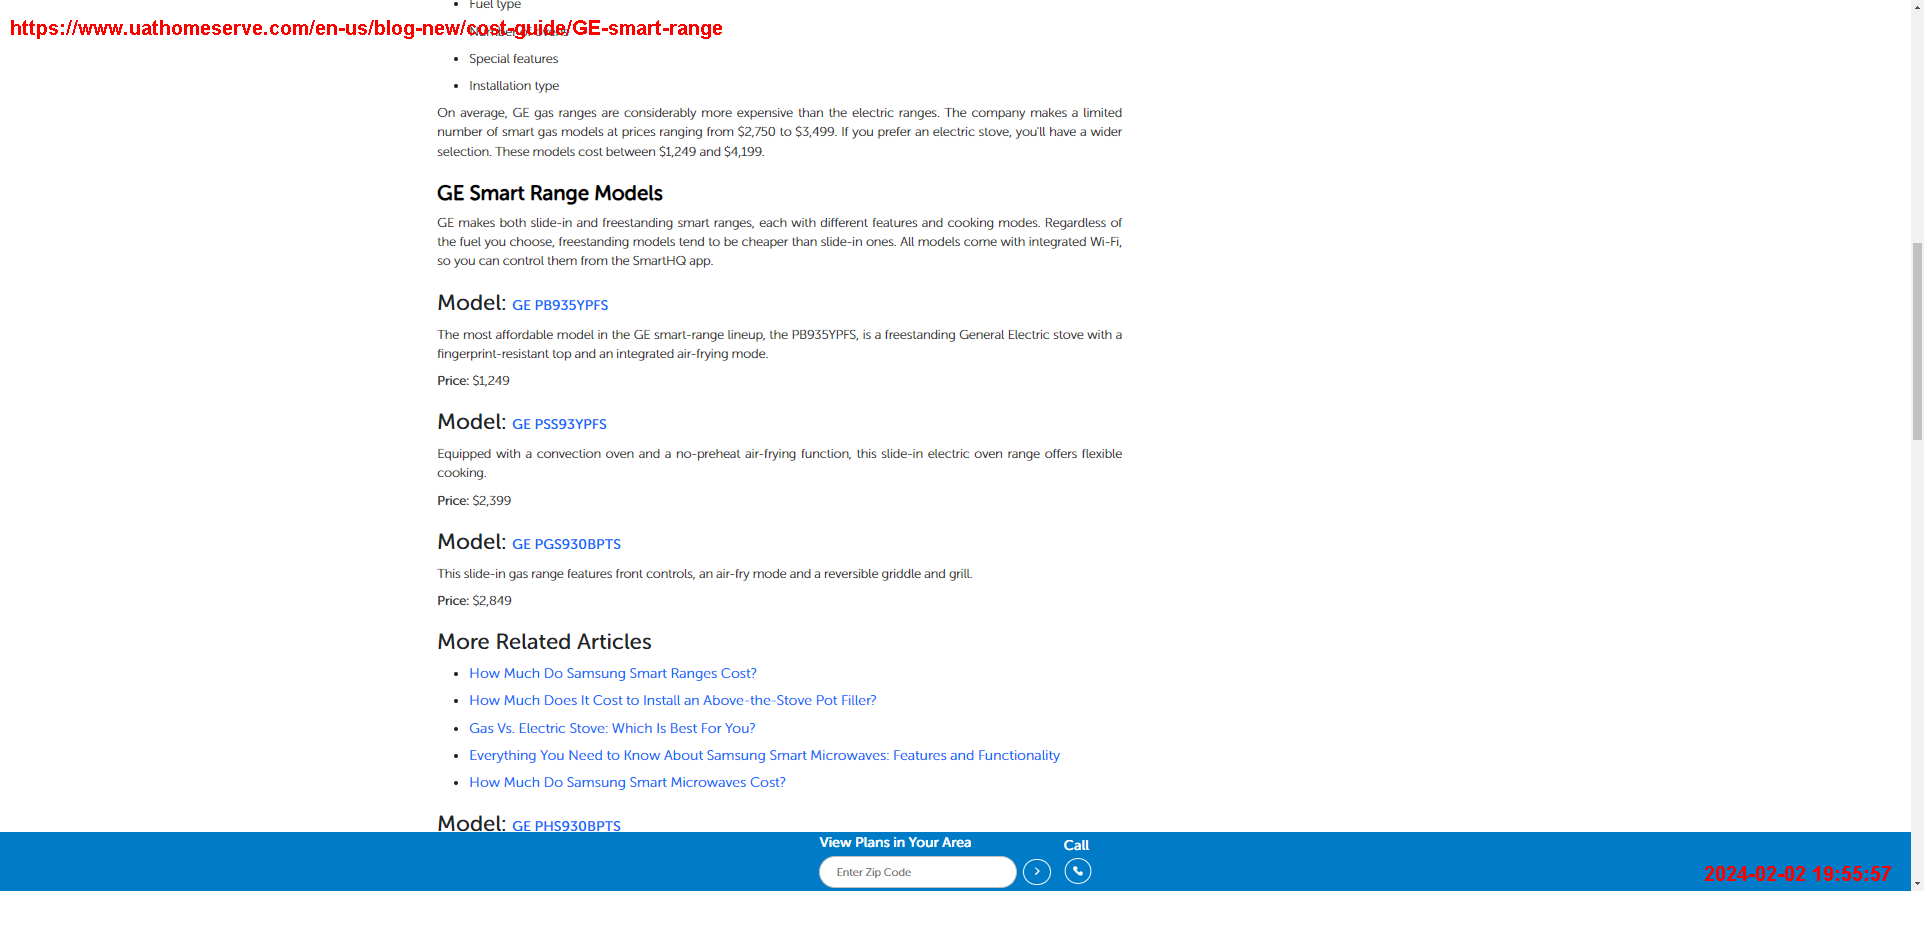 Fuel type
https://www.uathomeserve.com/en-us/blog-new/cost-guide/GE-smart-range
Number of ovens
Special features
Installation type
On average, GE gas ranges are considerably more expensive than the electric ranges. The company makes a limited
number of smart gas models at prices ranging from $2,750 to $3,499. If you prefer an electric stove, you'll have a wider
selection. These models cost between $1,249 and $4,199.
GE Smart Range Models
GE makes both slide-in and freestanding smart ranges, each with different features and cooking modes. Regardless of
the fuel you choose, freestanding models tend to be cheaper than slide-in ones. All models come with integrated Wi-Fi,
so you can control them from the SmartHQ app.
Model: GE PB935YPFS
The most affordable model in the GE smart-range lineup, the PB935YPFS, is a freestanding General Electric stove with a
fingerprint-resistant top and an integrated air-frying mode.
Price: $1,249
Model: GE PSS93YPFS
Equipped with a convection oven and a no-preheat air-frying function, this slide-in electric oven range offers flexible
cooking.
Price: $2,399
Model: GE PGS930BPTS
This slide-in gas range features front controls, an air-fry mode and a reversible griddle and grill.
Price: $2,849
More Related Articles
How Much Do Samsung Smart Ranges Cost?
How Much Does It Cost to Install an Above-the-Stove Pot Filler?
Gas Vs. Electric Stove: Which Is Best For You?
Everything You Need to Know About Samsung Smart Microwaves: Features and Functionality
How Much Do Samsung Smart Microwaves Cost?
Model: GE PHS930BPTS
View Plans in Your Area
Call
Enter Zip Code
2024-02-02 19:55:57